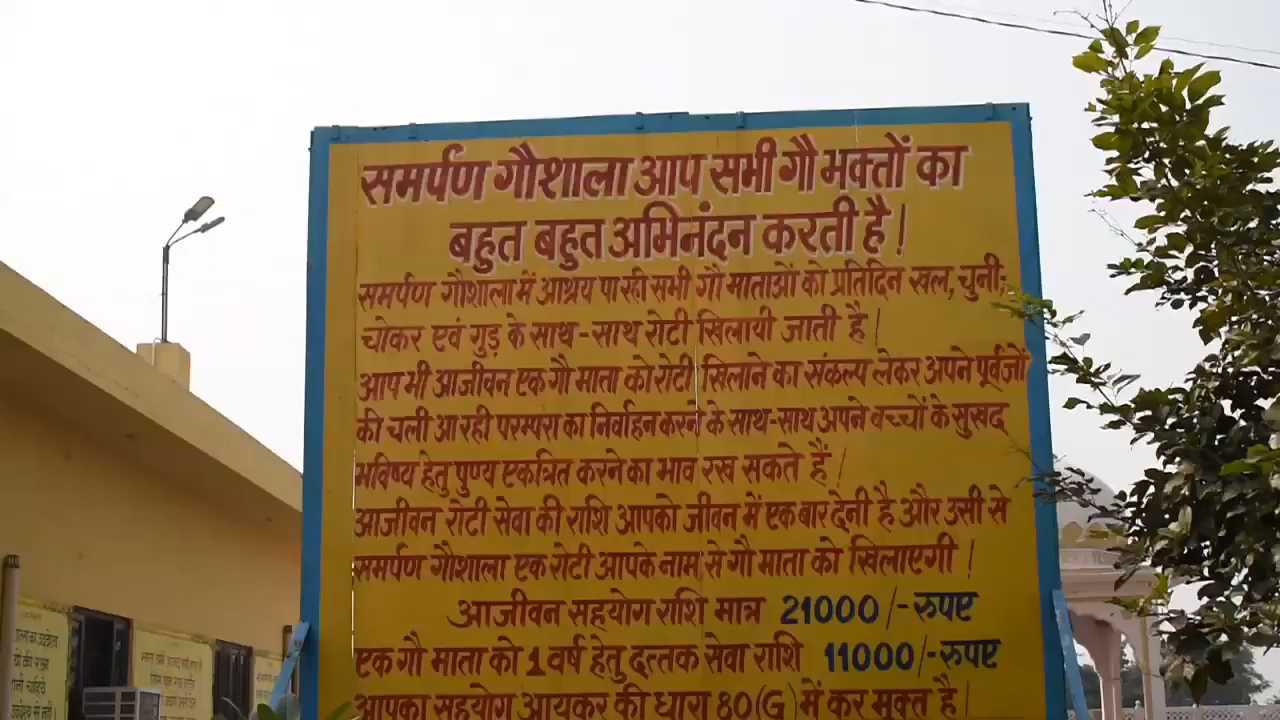 समर्पण गौशाला आप सभी गौ भक्तों का
बहुत बहुत अभिनंदन करती है!
समर्पण गौशाला में आश्रय पा रही सभी गौ माताओं को प्रतिदिन खल, चुनी,
चोकर एवं गुड़ के साथ-साथ रोटी खिलायी जाती है|
आप भी आजीवन एक गौ माता को रोटी खिलाने का संकल्प लेकर अपने पूर्वजों
की चली आ रही परम्परा का निर्वाहन करने के साथ-साथ अपने बच्चों के सुखद
भविष्य हेतु पुण्य एकत्रित करने का भाव रख सकते हैं/
आजीवन रोटी सेवा की राशि आपको जीवन में एक बार देनी है और उसी से
समर्पण गौशाला एक रोटी आपके नाम से गौ माता को खिलाएगी!
आजीवन सहयोग राशि मात्र 21000/-रुपए
एक गौ माता को 1 वर्ष हेतु दत्तक सेवा राशि 11000/-रुपए
आपका सहयोग आयकर की धारा 80(G) में कर मुक्त है|